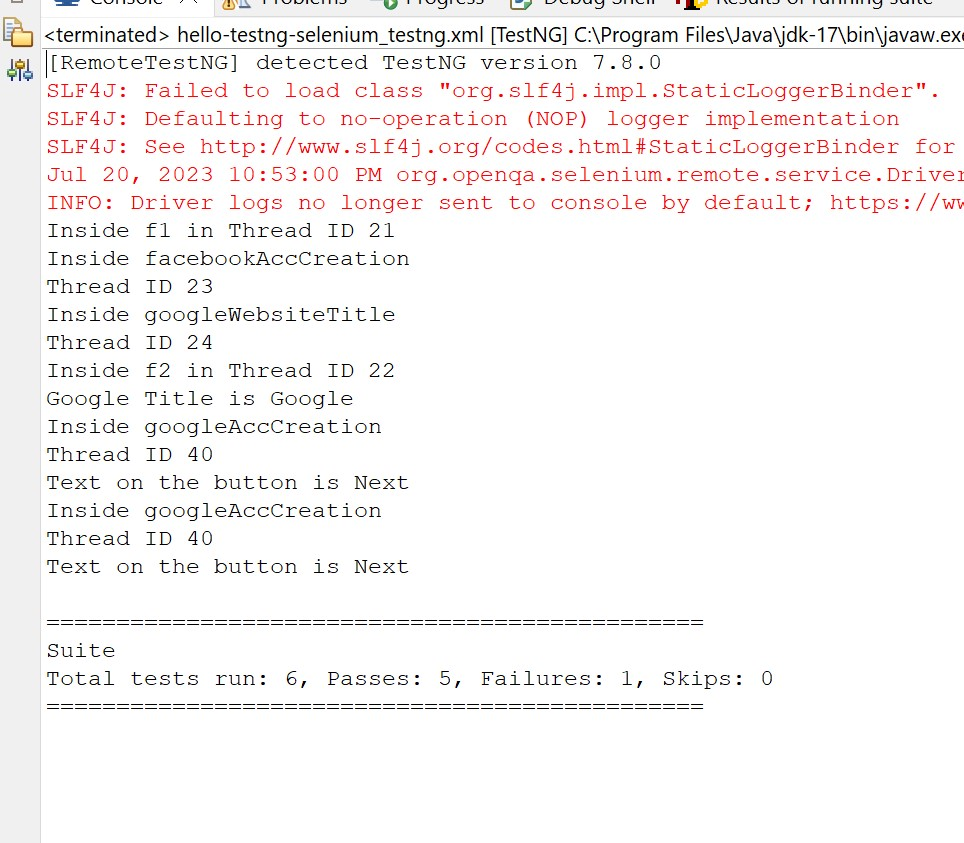 Console Problems Progress Debug Shell Results of running suite
<terminated> hello-testng-selenium_testng.xml [TestNG] C:\Program Files\Java\jdk-17\bin\javaw.exe
[RemoteTestNG] detected TestNG version 7.8.0
SLF4J: Failed to load class "org.slf4j.impl.StaticLoggerBinder".
SLF4J: Defaulting to no-operation (NOP) logger implementation
SLF4J: See http://www.slf4j.org/codes.html#StaticLoggerBinder for
Jul 20, 2023 10:53:00 PM org.openqa.selenium.remote.service.Driver
INFO: Driver logs no longer sent to console by default; https://ww
Inside f1 in Thread ID 21
Inside facebookAccCreation
Thread ID 23
Inside googleWebsiteTitle
Thread ID 24
Inside f2 in Thread ID 22
Google Title is Google
Inside googleAccCreation
Thread ID 40
Text on the button is Next
Inside googleAccCreation
Thread ID 40
Text on the button is Next
===============================================
Suite
Total tests run: 6, Passes: 5, Failures: 1, Skips: 0
===============================================